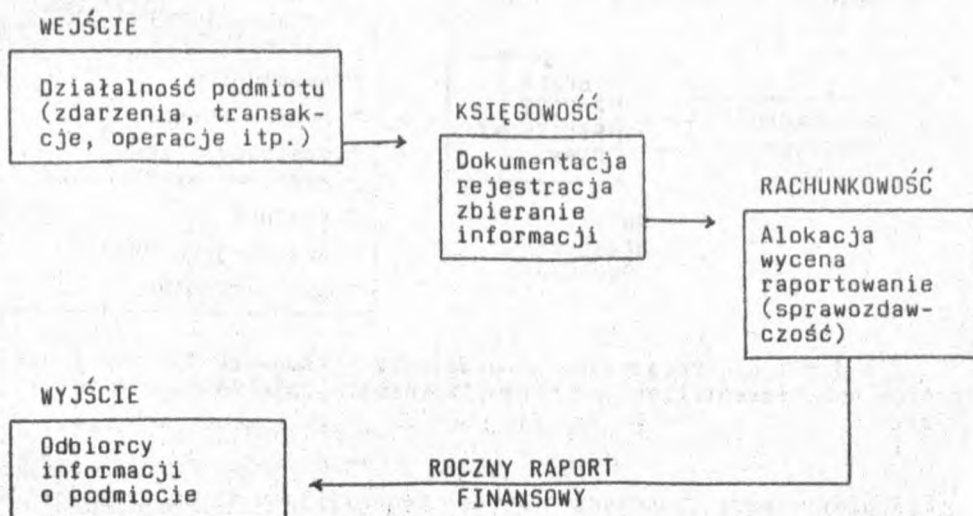 WEJŚCIE
Działalność podmiotu
(zdarzenia, transak-
cje, operacje itp.)
KSIĘGOWOŚĆ
Dokumentacja
rejestracja
zbieranie
informacji
RACHUNKOWOŚĆ
Alokacja
wycena
raportowanie
(sprawozdaw-
czość)
WYJŚCIE
Odbiorcy
informacji
o podmiocie
ROCZNY RAPORT
FINANSOWY